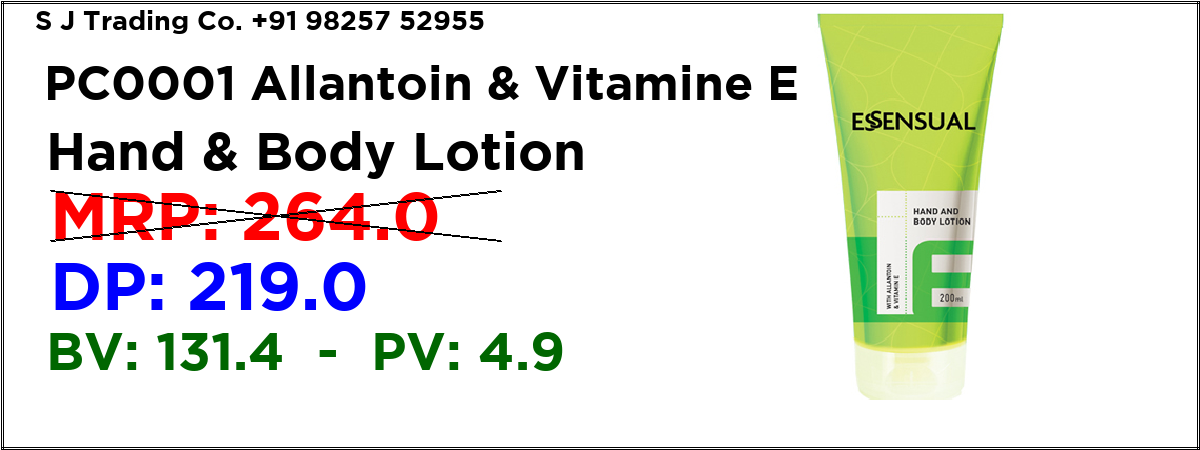 S J Trading Co. +91 98257 52955
PC0001 Allantoin & Vitamine E
Hand & Body Lotion
MRP: 264.0
DP: 219.0
BV: 131.4 - PV: 4.9
ESSENSUAL
HAND AND
BODY LOTION
WITH ALLANTOIN
& VITAMIN E
E
200ml